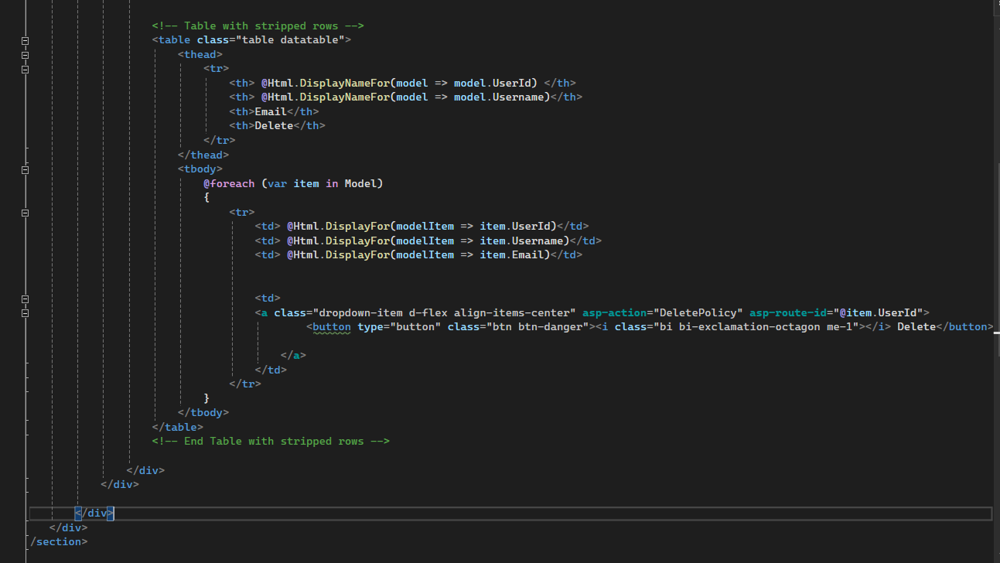 <!-- Table with stripped rows -->
<table class="table datatable">
<thead>
<tr>
<th> @Html.DisplayNameFor(model => model.UserId) </th>
<th> @Html.DisplayNameFor(model => model.Username)</th>
<th>Email</th>
<th>Delete</th>
</tr>
</thead>
<tbody>
@foreach (var item in Model)
{
<tr>
<td> @Html.DisplayFor(modelItem => item.UserId)</td>
<td> @Html.DisplayFor(modelItem => item.Username)</td>
<td> @Html.DisplayFor(modelItem => item.Email)</td>
<td>
<a class="dropdown-item d-flex align-items-center" asp-action="DeletePolicy" asp-route-id="@item.UserId">
<button type="button" class="btn btn-danger"><i class="bi bi-exclamation-octagon me-1"></i> Delete</button>
</a>
</td>
</tr>
}
</tbody>
</table>
<!-- End Table with stripped rows -->
</div>
</div>
</div>
</div>
/section>